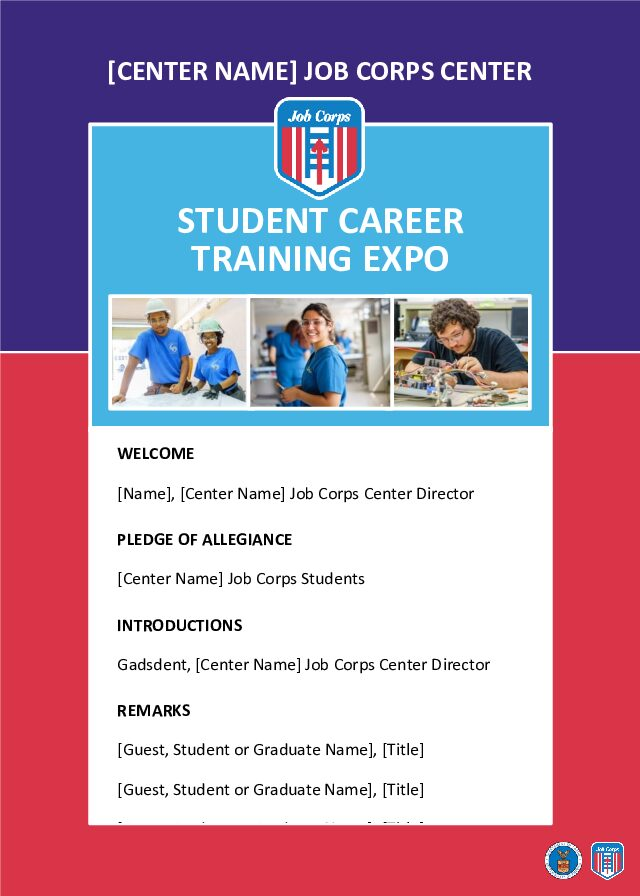 [CENTER NAME] JOB CORPS CENTER
Job Corps
STUDENT CAREER
TRAINING EXPO
WELCOME
[Name], [Center Name] Job Corps Center Director
PLEDGE OF ALLEGIANCE
[Center Name] Job Corps Students
INTRODUCTIONS
Gadsdent, [Center Name] Job Corps Center Director
REMARKS
[Guest, Student or Graduate Name], [Title]
[Guest, Student or Graduate Name], [Title]
Job Corps